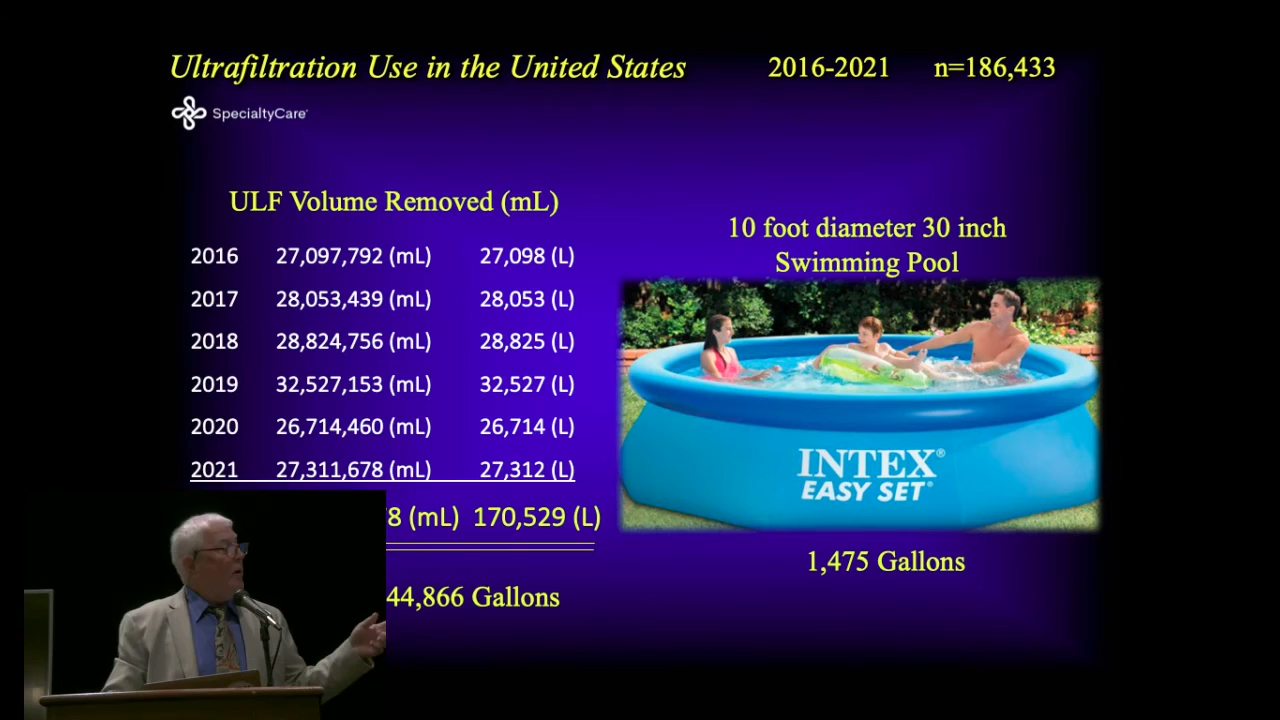 Ultrafiltration Use in the United States 2016-2021 n=186,433
SpecialtyCare
ULF Volume Removed (mL)
2016 27,097,792 (mL) 27,098 (L)
2017 28,053,439 (mL) 28,053 (L)
2018 28,824,756 (mL) 28,825 (L)
2019 32,527,153 (mL) 32,527 (L)
2020 26,714,460 (mL) 26,714 (L)
2021 27,311,678 (mL) 27,312 (L)
8 (mL) 170,529 (L)
44,866 Gallons
10 foot diameter 30 inch
Swimming Pool
INTEX®
EASY SET®
1,475 Gallons